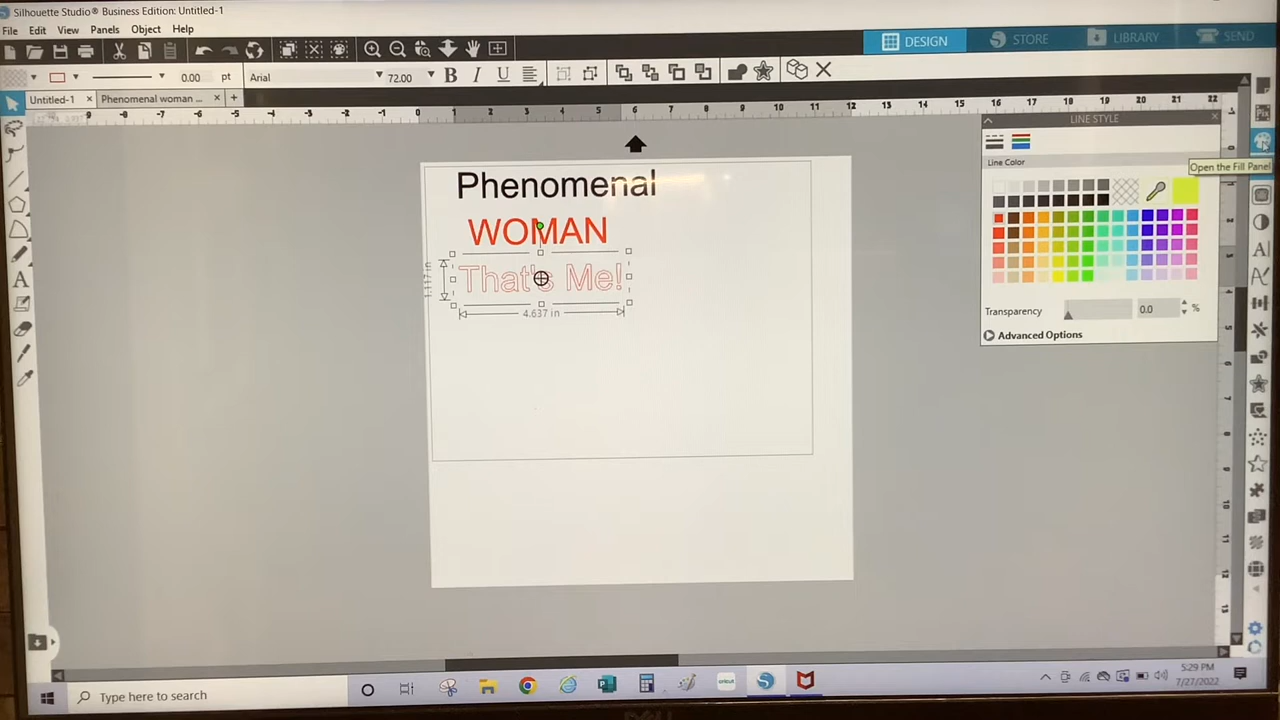 Silhouette Studio® Business Edition: Untitled-1
File Edit View Panels Object Help
DESIGN STORE LIBRARY SEND
0.00 pt Arial 72.00 B I U
Untitled-1 × Phenomenal woman ... × +
LINE STYLE
Line Color
Open the Fill Panel
Phenomenal
WOMAN
That's Me!
4.637 in
Transparency 0.0 %
Advanced Options
Type here to search
cricut
5:29 PM
7/27/2022
DELL